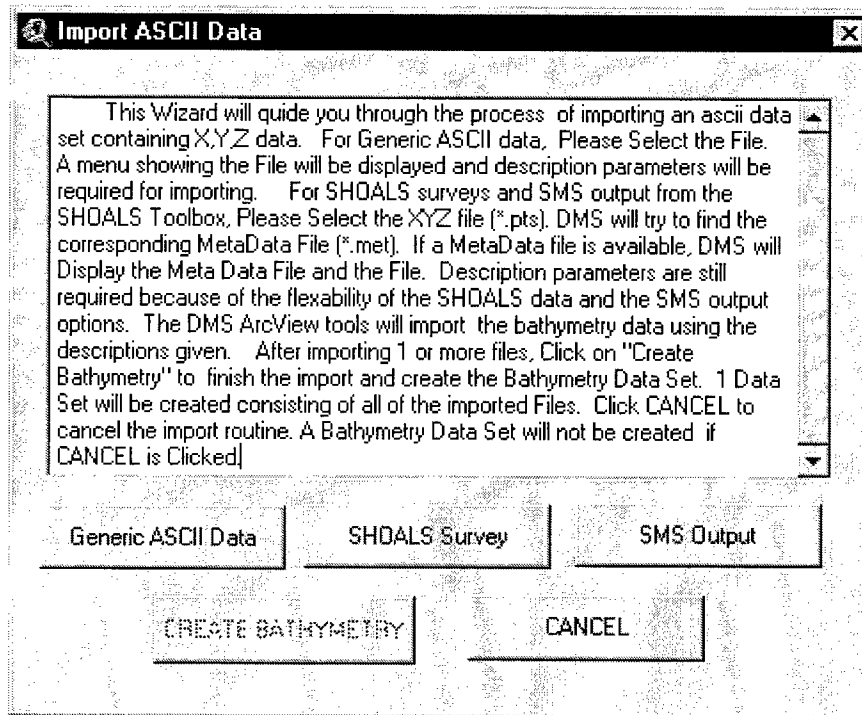 Import ASCII Data
This Wizard will quide you through the process of importing an ascii data
set containing X,Y,Z data. For Generic ASCII data, Please Select the File.
A menu showing the File will be displayed and description parameters will be
required for importing. For SHOALS surveys and SMS output from the
SHOALS Toolbox, Please Select the XYZ file (*.pts). DMS will try to find the
corresponding MetaData File (*.met). If a MetaData file is available, DMS will
Display the Meta Data File and the File. Description parameters are still
required because of the flexability of the SHOALS data and the SMS output
options. The DMS ArcView tools will import the bathymetry data using the
descriptions given. After importing 1 or more files, Click on "Create
Bathymetry" to finish the import and create the Bathymetry Data Set. 1 Data
Set will be created consisting of all of the imported Files. Click CANCEL to
cancel the import routine. A Bathymetry Data Set will not be created if
CANCEL is Clicked.
Generic ASCII Data SHOALS Survey SMS Output
CREATE BATHYMETRY CANCEL